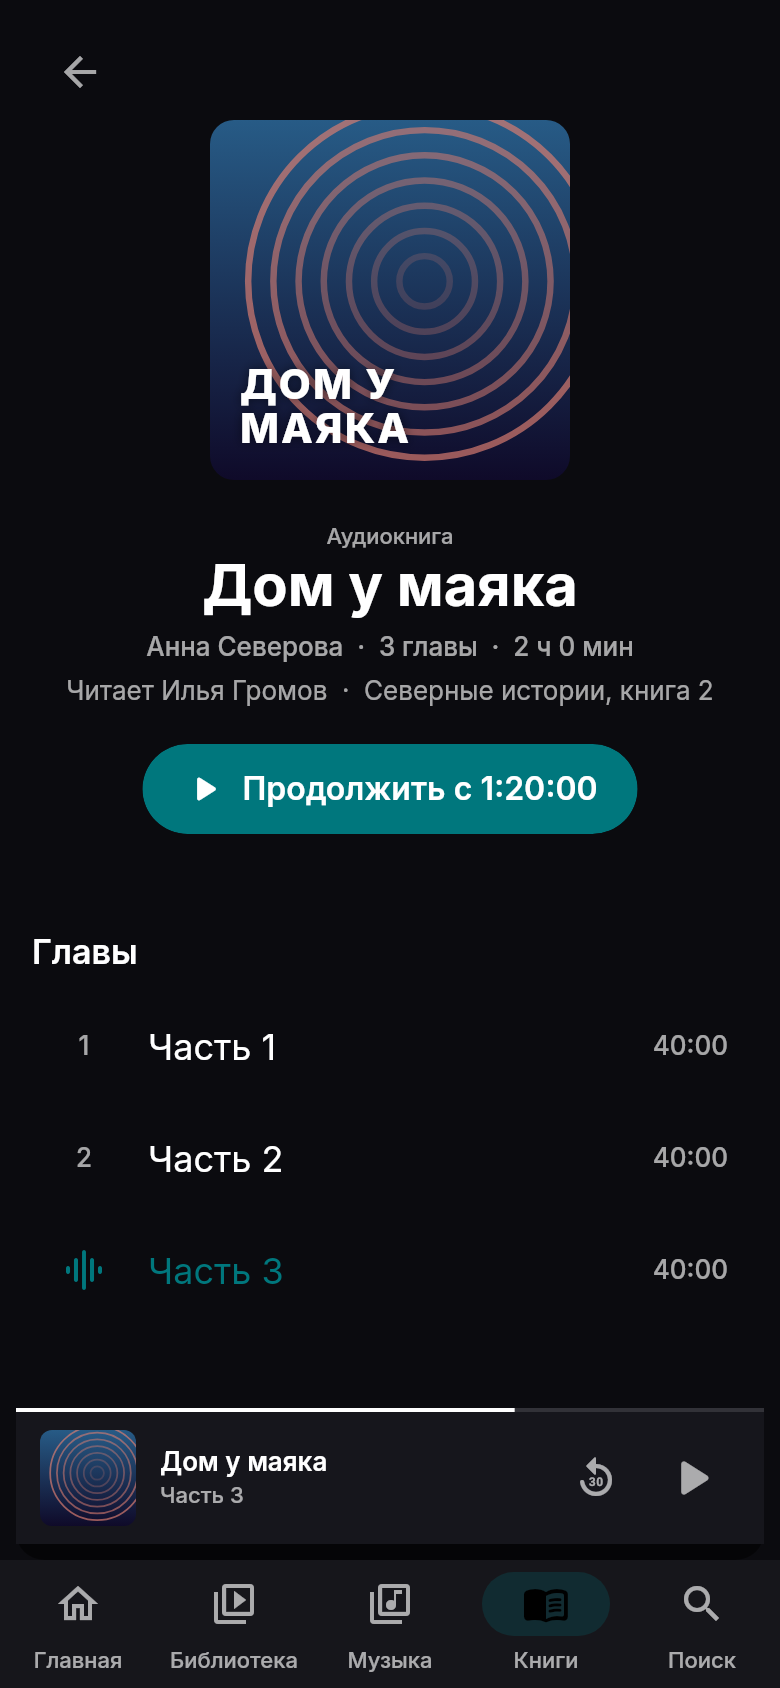 ДОМ У
МАЯКА
Аудиокнига
Дом у маяка
Анна Северова · 3 главы · 2 ч 0 мин
Читает Илья Громов · Северные истории, книга 2
Продолжить с 1:20:00
Главы
1 Часть 1 40:00
2 Часть 2 40:00
Часть 3 40:00
Дом у маяка
Часть 3
30
Главная Библиотека Музыка Книги Поиск